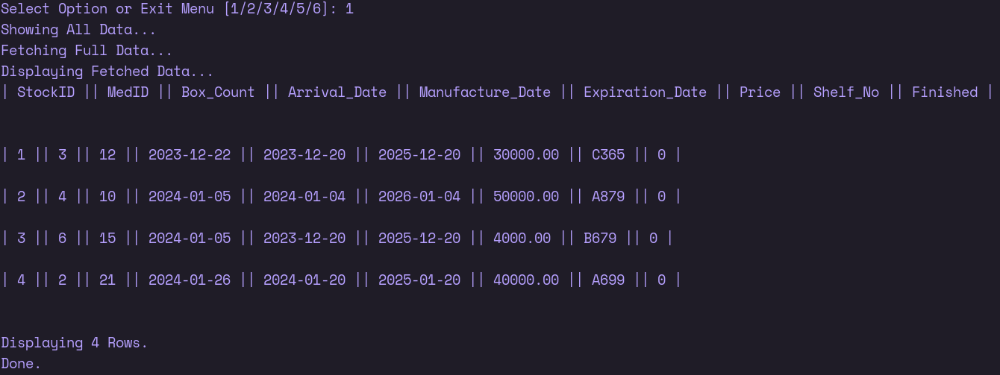 Select Option or Exit Menu [1/2/3/4/5/6]: 1
Showing All Data...
Fetching Full Data...
Displaying Fetched Data...
| StockID || MedID || Box_Count || Arrival_Date || Manufacture_Date || Expiration_Date || Price || Shelf_No || Finished |
| 1 || 3 || 12 || 2023-12-22 || 2023-12-20 || 2025-12-20 || 30000.00 || C365 || 0 |
| 2 || 4 || 10 || 2024-01-05 || 2024-01-04 || 2026-01-04 || 50000.00 || A879 || 0 |
| 3 || 6 || 15 || 2024-01-05 || 2023-12-20 || 2025-12-20 || 4000.00 || B679 || 0 |
| 4 || 2 || 21 || 2024-01-26 || 2024-01-20 || 2025-01-20 || 40000.00 || A699 || 0 |
Displaying 4 Rows.
Done.